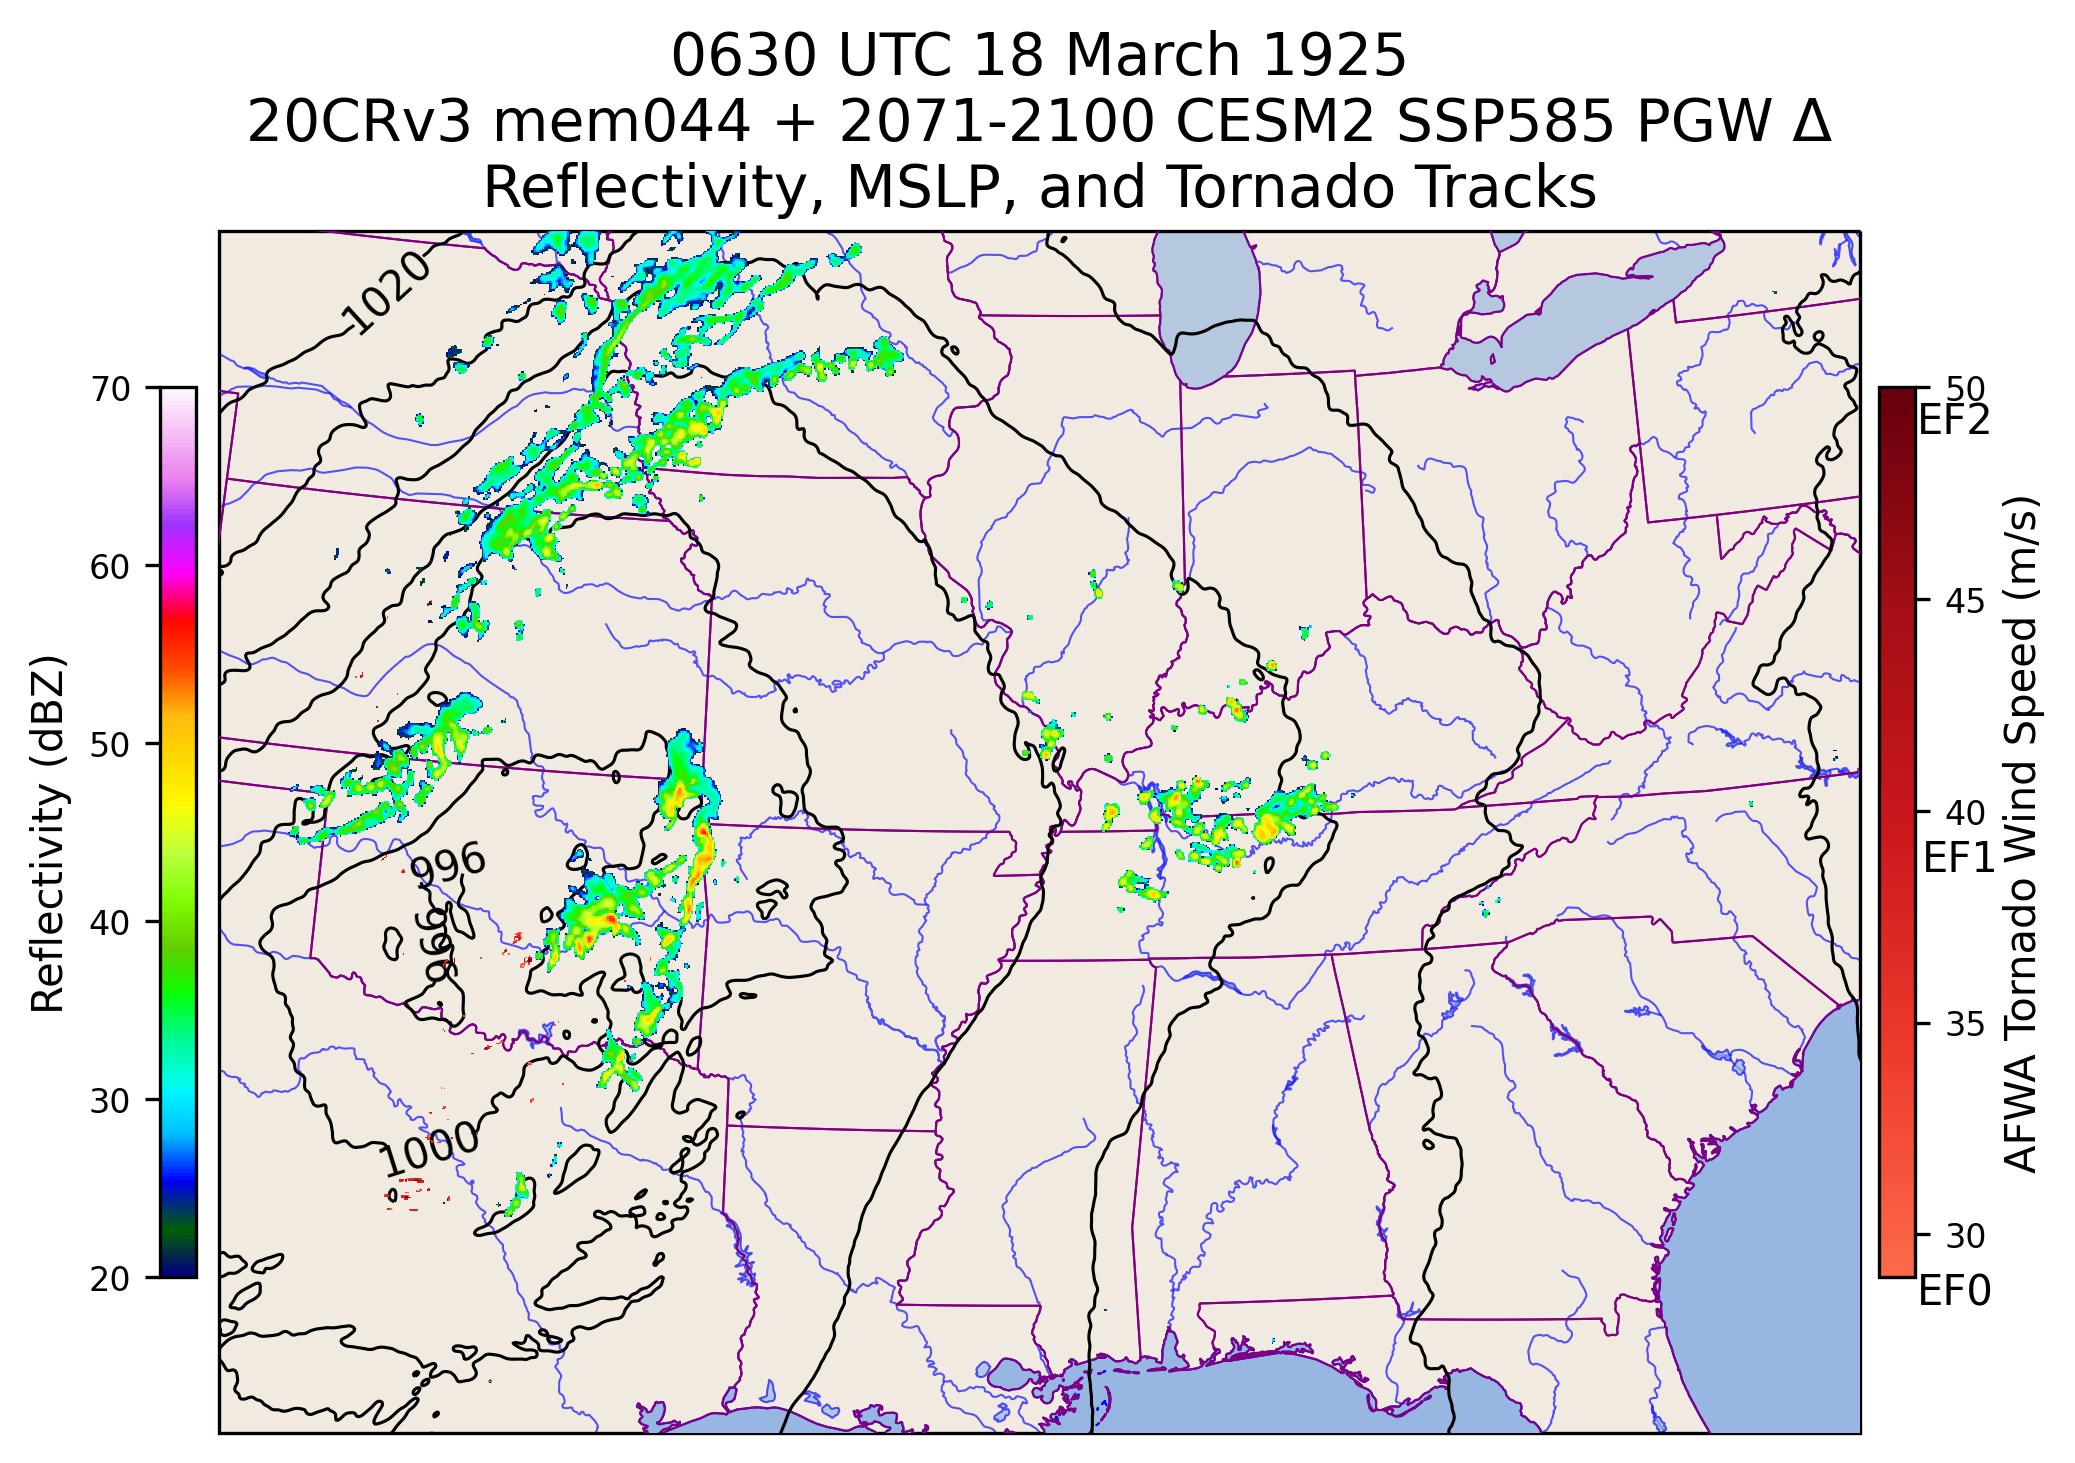 0630 UTC 18 March 1925
20CRv3 mem044 + 2071-2100 CESM2 SSP585 PGW Δ
Reflectivity, MSLP, and Tornado Tracks
1020
996
996
1000
70
60
50
40
30
20
Reflectivity (dBZ)
50
EF2
45
40
EF1
35
30
EF0
AFWA Tornado Wind Speed (m/s)